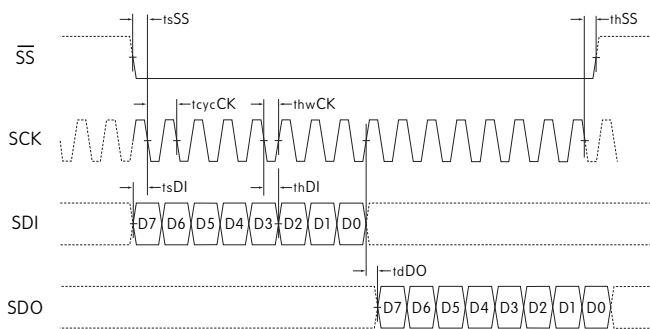 tsSS thSS
SS
tcycCK thwCK
SCK
tsDI thDI
SDI D7 D6 D5 D4 D3 D2 D1 D0
tdDO
SDO D7 D6 D5 D4 D3 D2 D1 D0